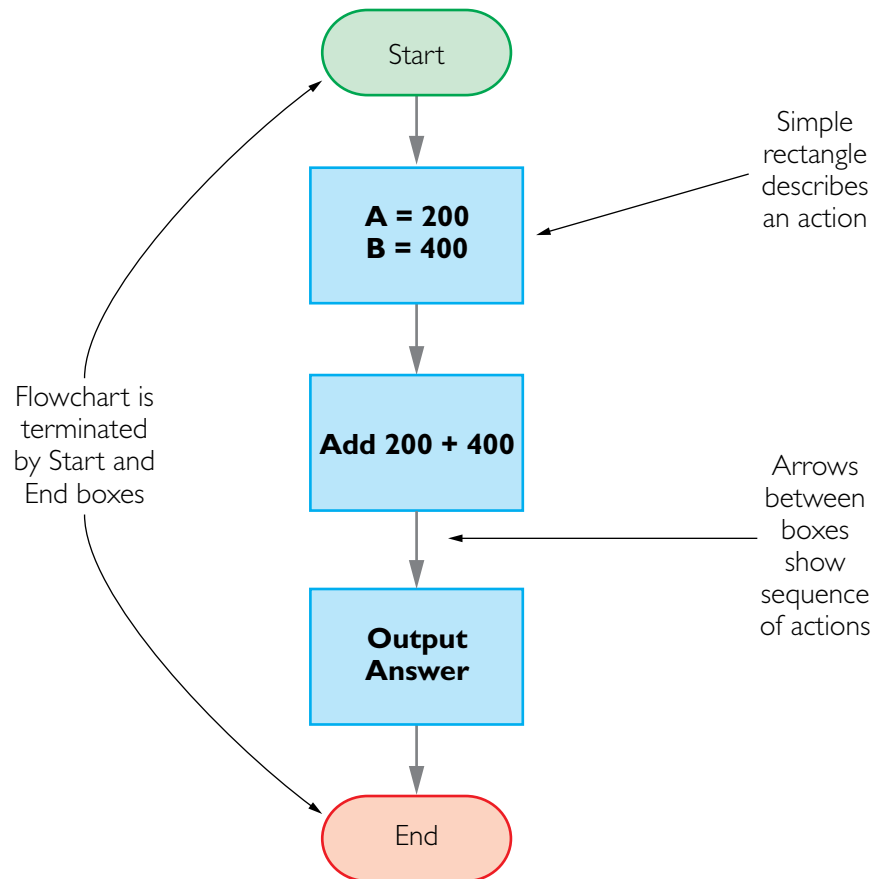 Start
Simple
rectangle
describes
an action
A = 200
B = 400
Flowchart is
terminated
by Start and
End boxes
Add 200 + 400
Arrows
between
boxes
show
sequence
of actions
Output
Answer
End